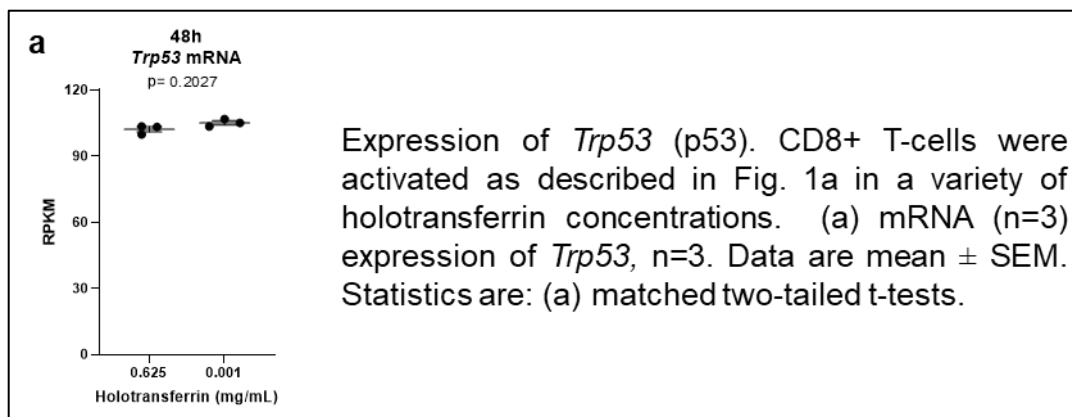 a
48h
Trp53 mRNA
p= 0.2027
120
90
60
30
0
RPKM
0.625 0.001
Holotransferrin (mg/mL)
Expression of Trp53 (p53). CD8+ T-cells were
activated as described in Fig. 1a in a variety of
holotransferrin concentrations. (a) mRNA (n=3)
expression of Trp53, n=3. Data are mean ± SEM.
Statistics are: (a) matched two-tailed t-tests.